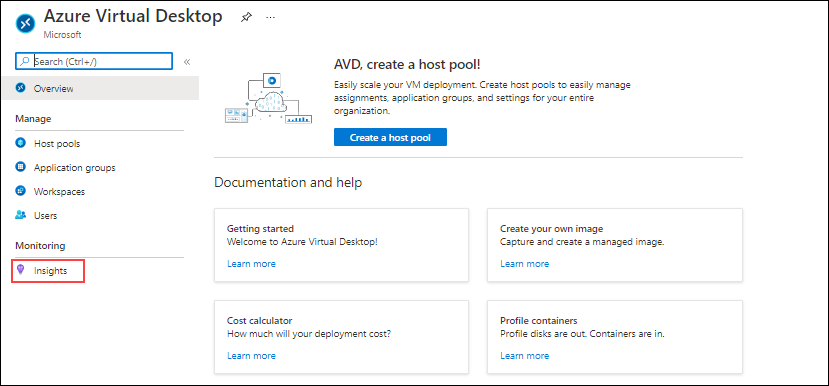 Azure Virtual Desktop
...
Microsoft
Search (Ctrl+/)
«
Overview
Manage
Host pools
Application groups
Workspaces
Users
Monitoring
Insights
AVD, create a host pool!
Easily scale your VM deployment. Create host pools to easily manage
assignments, application groups, and settings for your entire
organization.
Create a host pool
Documentation and help
Getting started
Welcome to Azure Virtual Desktop!
Learn more
Create your own image
Capture and create a managed image.
Learn more
Cost calculator
How much will your deployment cost?
Learn more
Profile containers
Profile disks are out. Containers are in.
Learn more